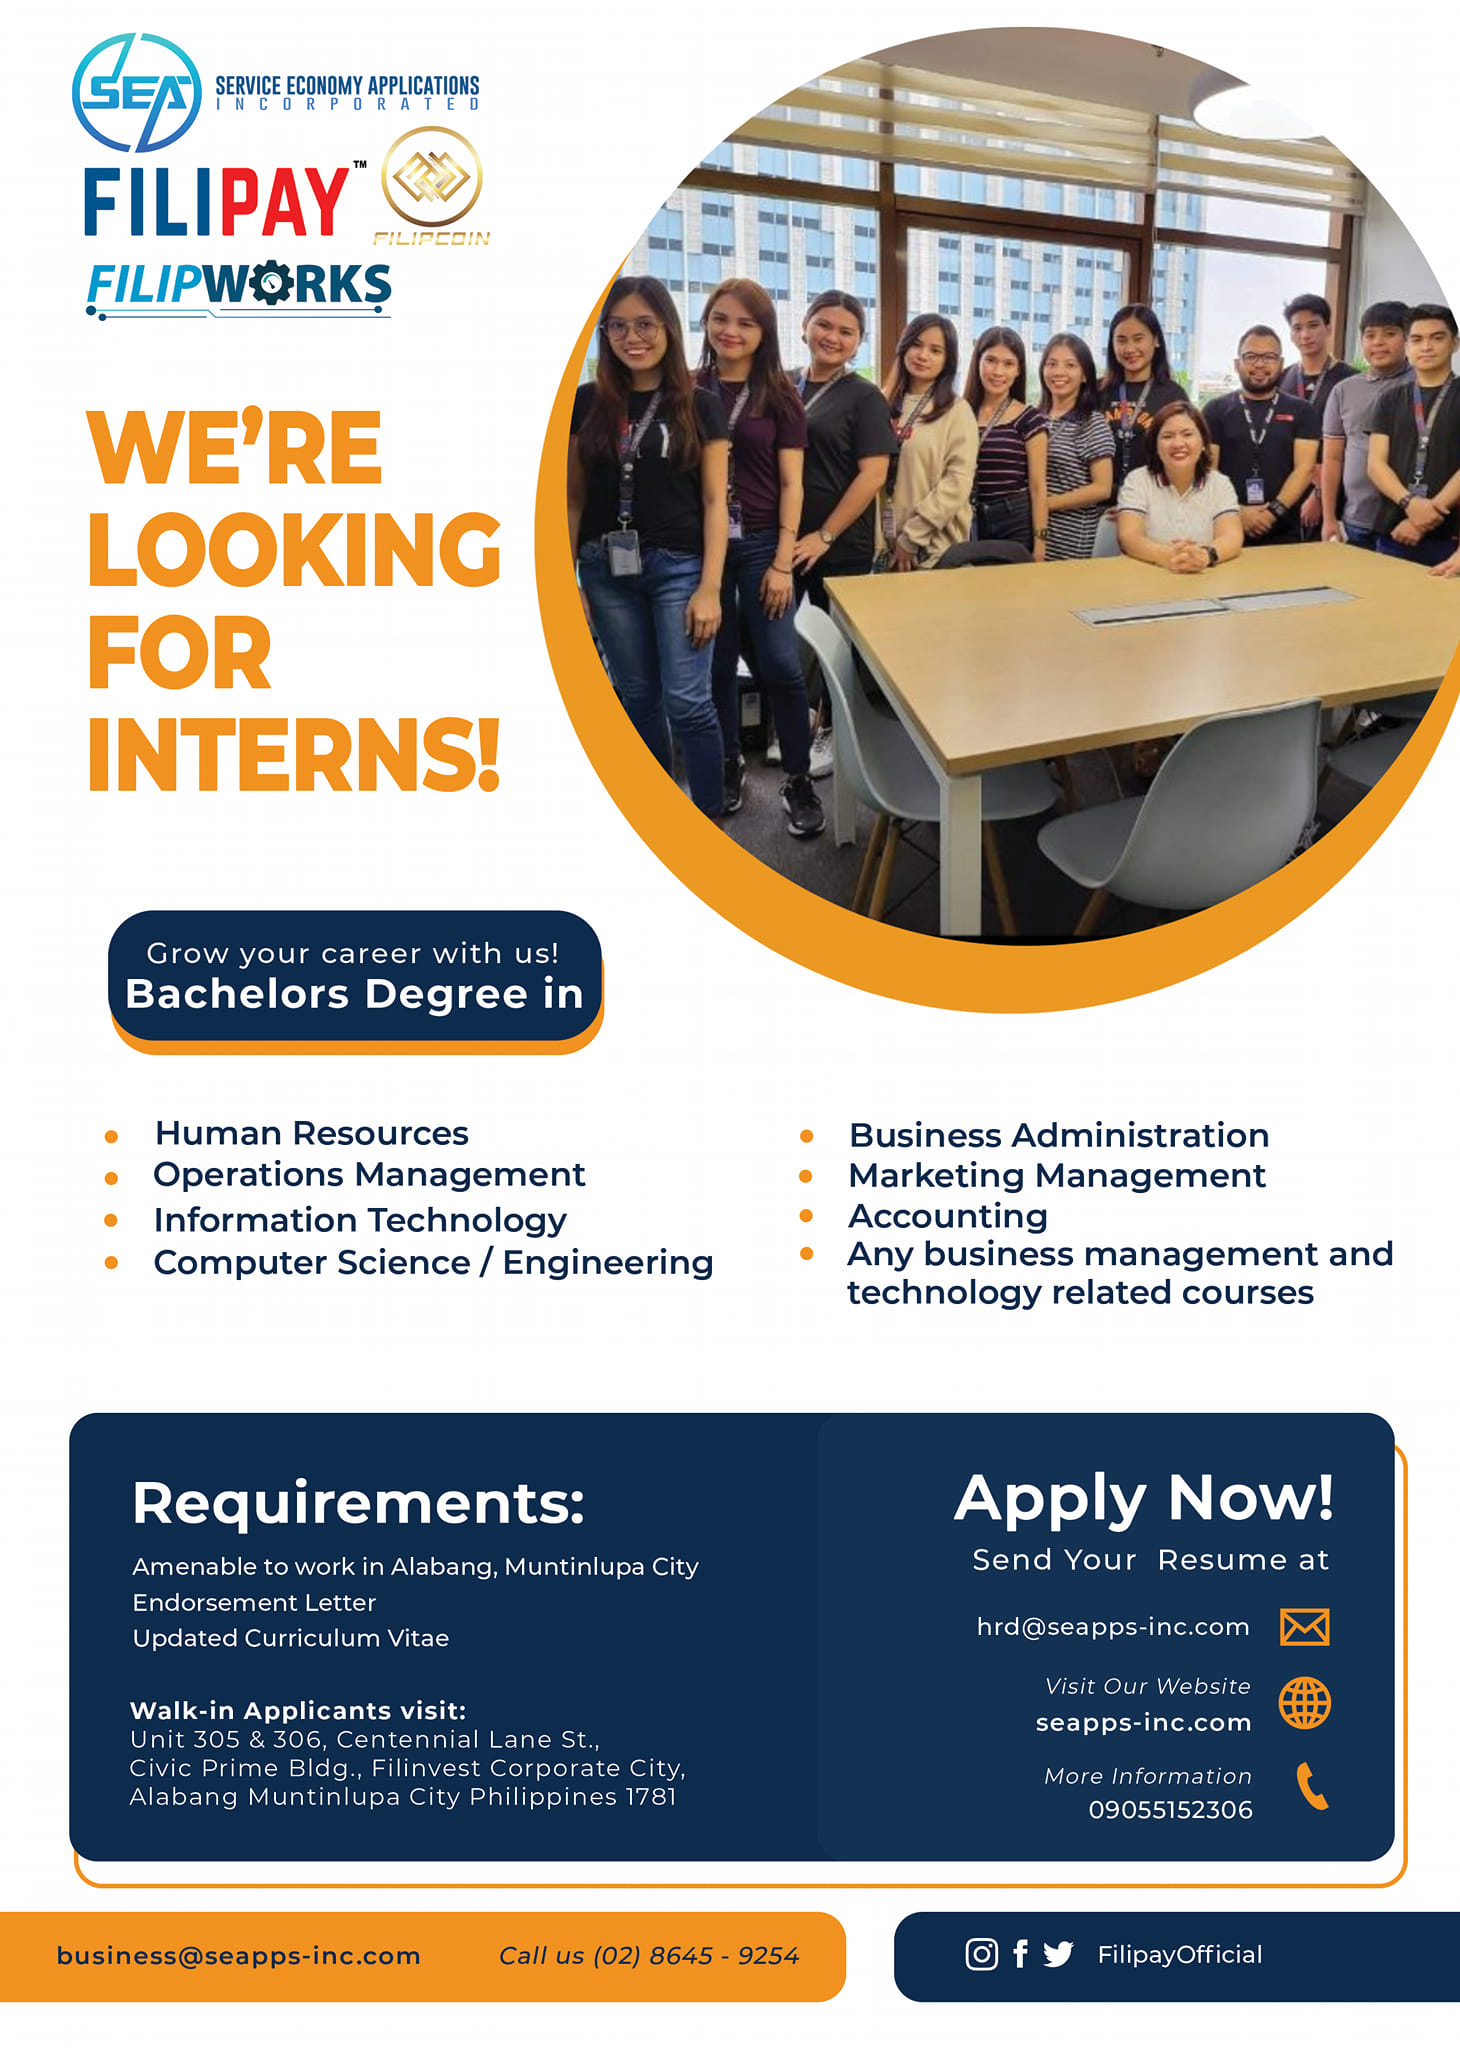 SEA
SERVICE ECONOMY APPLICATIONS
INCORPORATED
FILIPAY™
FILIPCOIN
FILIPWORKS
WE'RE
LOOKING
FOR
INTERNS!
Grow your career with us!
Bachelors Degree in
Human Resources
Operations Management
Information Technology
Computer Science / Engineering
Business Administration
Marketing Management
Accounting
Any business management and
technology related courses
Requirements:
Amenable to work in Alabang, Muntinlupa City
Endorsement Letter
Updated Curriculum Vitae
Walk-in Applicants visit:
Unit 305 & 306, Centennial Lane St.,
Civic Prime Bldg., Filinvest Corporate City,
Alabang Muntinlupa City Philippines 1781
Apply Now!
Send Your Resume at
hrd@seapps-inc.com
Visit Our Website
seapps-inc.com
More Information
09055152306
business@seapps-inc.com
Call us (02) 8645 - 9254
FilipayOfficial